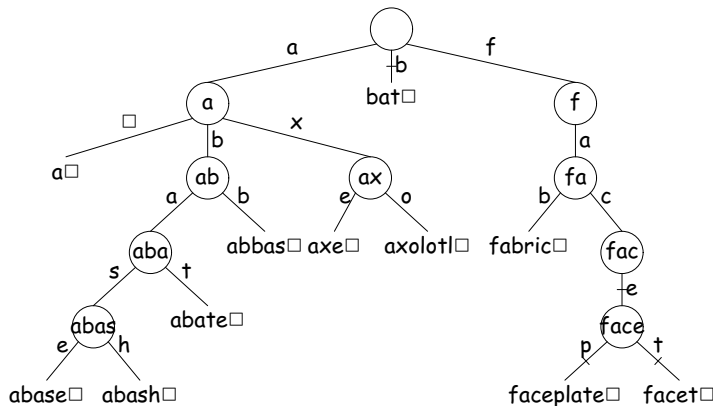 a f
b
bat□
a f
□ x
b a
a□
ab ax fa
a b e o b c
abbas□ axe□ axolotl□ fabric□
aba fac
s t e
abate□
abas face
e h p t
abase□ abash□ faceplate□ facet□